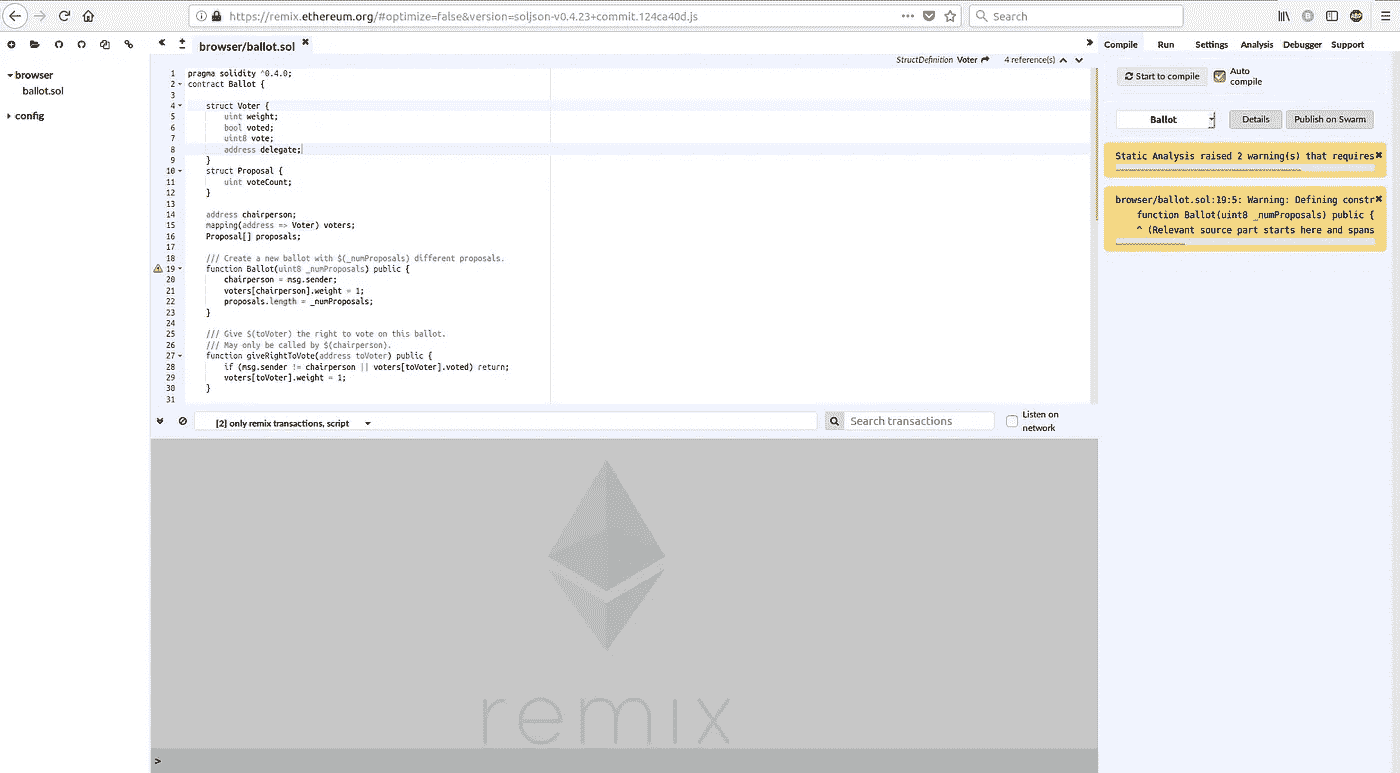 https://remix.ethereum.org/#optimize=false&version=soljson-v0.4.23+commit.124ca40d.js
Search
browser
ballot.sol
config
browser/ballot.sol
StructDefinition Voter 4 reference(s)
1 pragma solidity ^0.4.0;
2 contract Ballot {
3
4 struct Voter {
5 uint weight;
6 bool voted;
7 uint8 vote;
8 address delegate;
9 }
10 struct Proposal {
11 uint voteCount;
12 }
13
14 address chairperson;
15 mapping(address => Voter) voters;
16 Proposal[] proposals;
17
18 /// Create a new ballot with $(_numProposals) different proposals.
19 function Ballot(uint8 _numProposals) public {
20 chairperson = msg.sender;
21 voters[chairperson].weight = 1;
22 proposals.length = _numProposals;
23 }
24
25 /// Give $(toVoter) the right to vote on this ballot.
26 /// May only be called by $(chairperson).
27 function giveRightToVote(address toVoter) public {
28 if (msg.sender != chairperson || voters[toVoter].voted) return;
29 voters[toVoter].weight = 1;
30 }
31
[2] only remix transactions, script
Search transactions
Listen on
network
remix
>
Compile Run Settings Analysis Debugger Support
Start to compile
Auto
compile
Ballot
Details
Publish on Swarm
Static Analysis raised 2 warning(s) that requires
browser/ballot.sol:19:5: Warning: Defining constr
function Ballot(uint8 _numProposals) public {
^ (Relevant source part starts here and spans